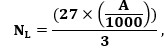 N_L = (27 × (A/1000)) / 3 ,